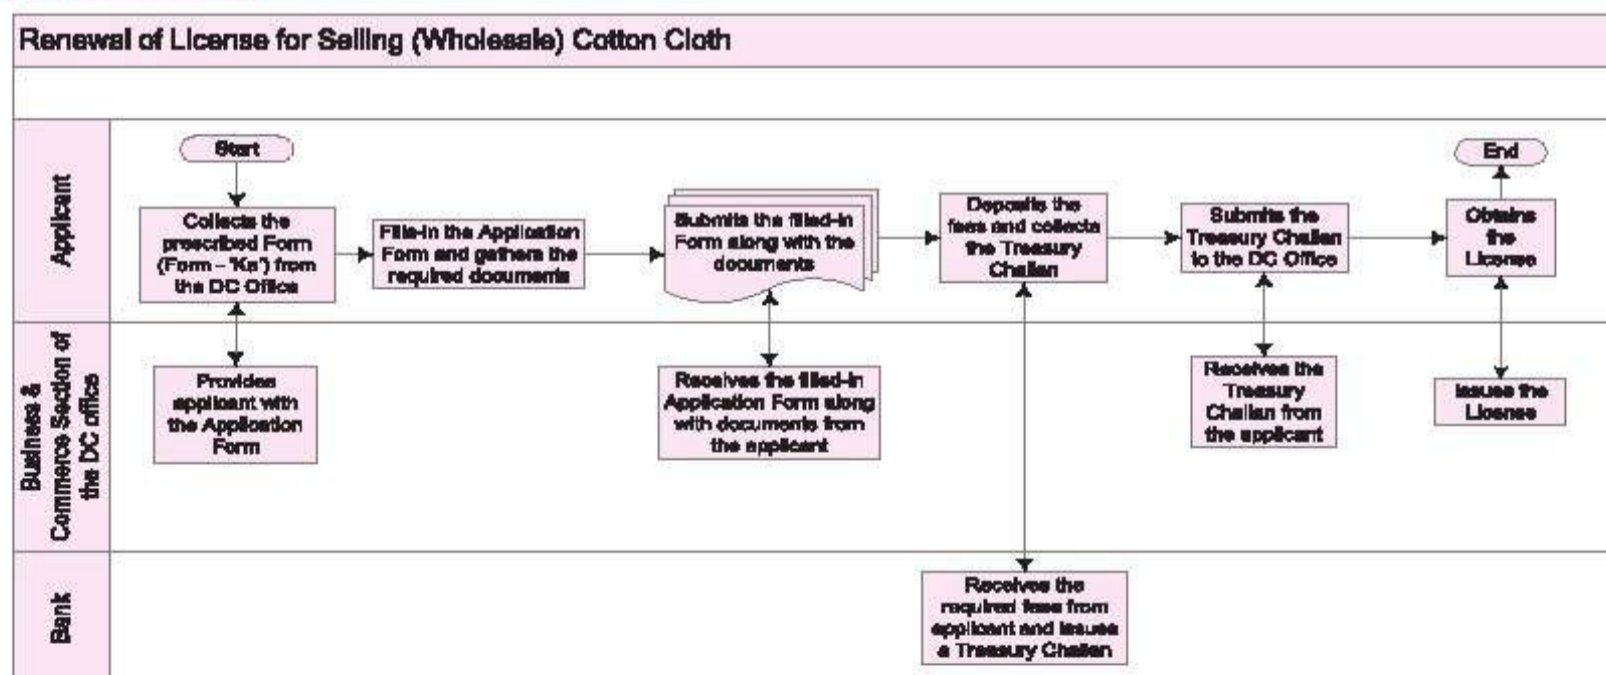 Renewal of License for Selling (Wholesale) Cotton Cloth
Applicant
Start
Collects the
prescribed Form
(Form – 'Ka') from
the DC Office
Fills-in the Application
Form and gathers the
required documents
Submits the filled-in
Form along with the
documents
Deposits the
fees and collects
the Treasury
Challan
Submits the
Treasury Challan
to the DC Office
Obtains
the
License
End
Business &
Commerce Section of
the DC office
Provides
applicant with
the Application
Form
Receives the filled-in
Application Form along
with documents from
the applicant
Receives the
Treasury
Challan from
the applicant
Issues the
License
Bank
Receives the
required fees from
applicant and issues
a Treasury Challan